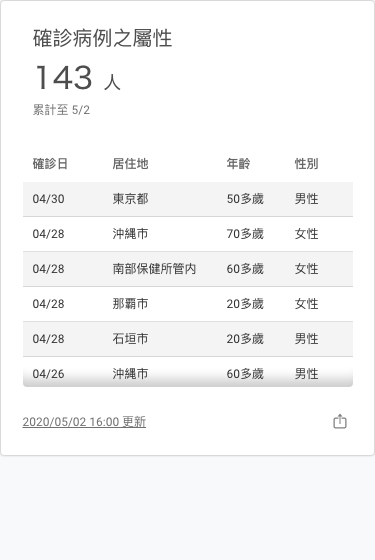 確診病例之屬性
143 人
累計至 5/2
確診日 居住地 年齡 性別
04/30 東京都 50多歲 男性
04/28 沖縄市 70多歲 女性
04/28 南部保健所管内 60多歲 女性
04/28 那覇市 20多歲 女性
04/28 石垣市 20多歲 男性
04/26 沖縄市 60多歲 男性
2020/05/02 16:00 更新